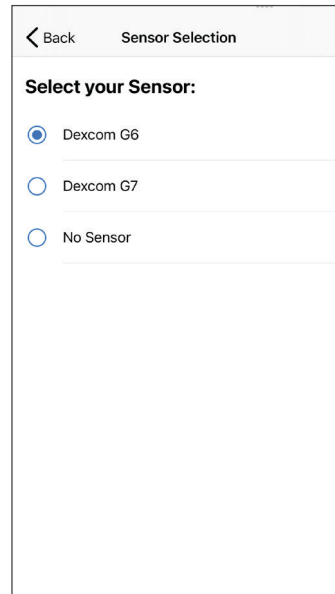 Back Sensor Selection
Select your Sensor:
Dexcom G6
Dexcom G7
No Sensor